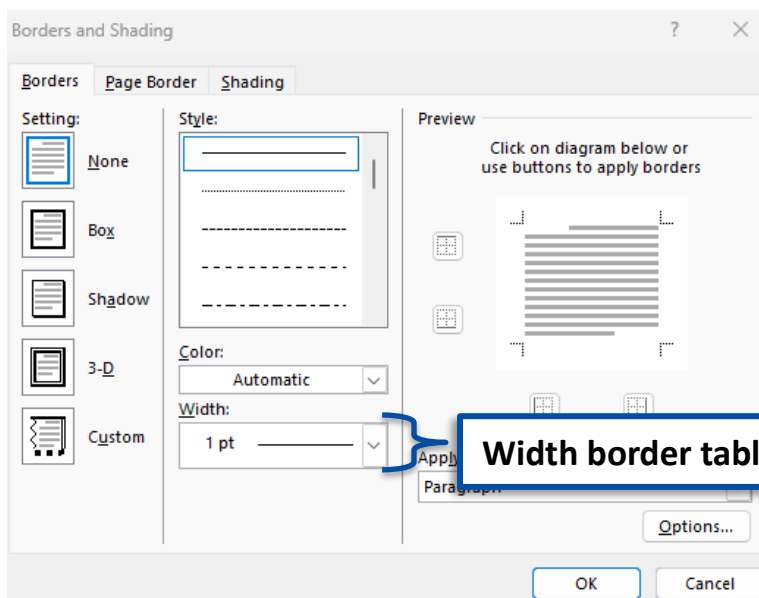 Borders and Shading ? ×
Borders Page Border Shading
Setting:
None
Box
Shadow
3-D
Custom
Style:
Color:
Automatic
Width:
1 pt
Preview
Click on diagram below or
use buttons to apply borders
Width border tabl
Options...
OK Cancel